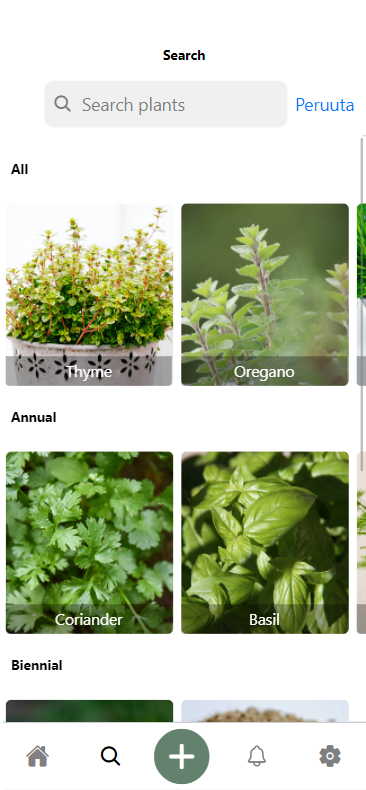 Search
Search plants
Peruuta
All
Thyme
Oregano
Annual
Coriander
Basil
Biennial